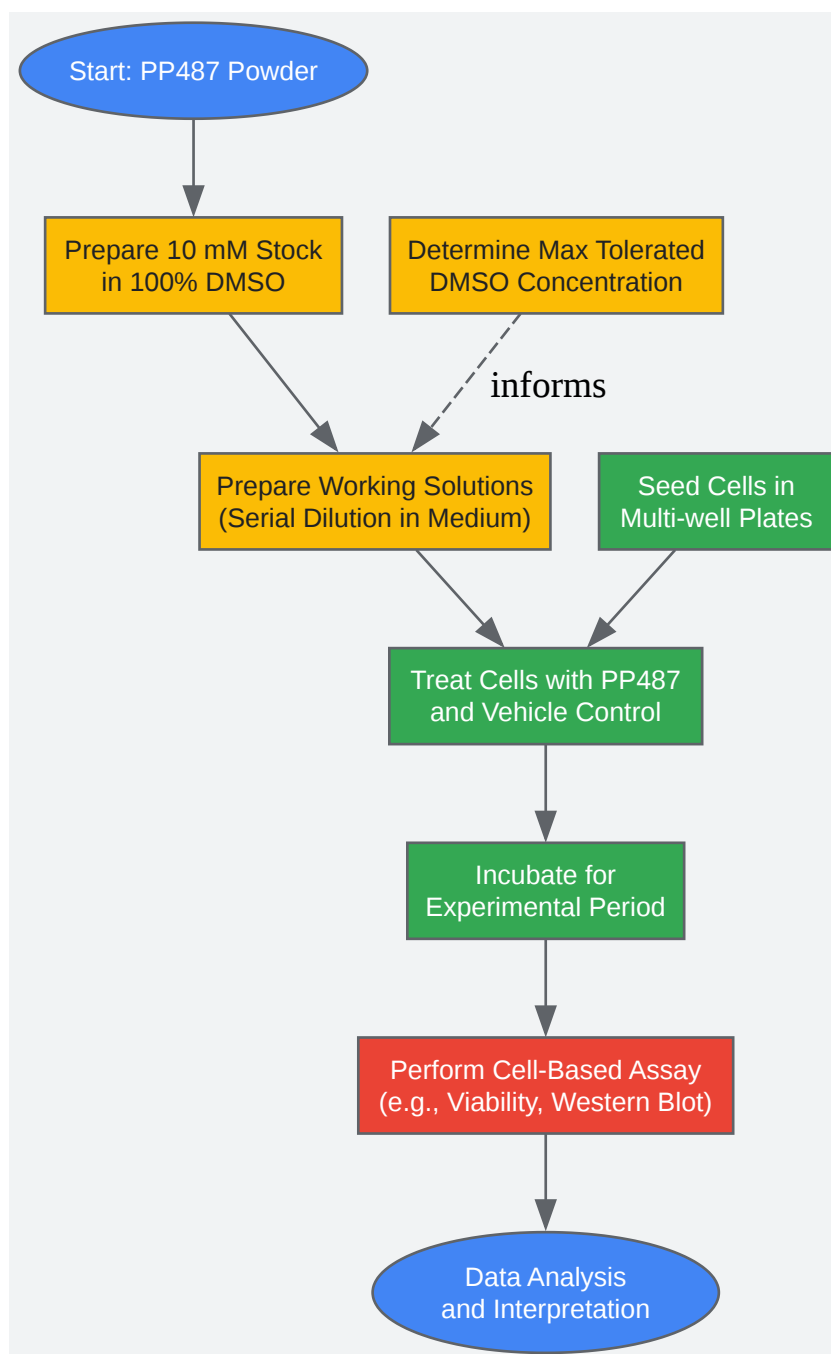 Start: PP487 Powder
Prepare 10 mM Stock
in 100% DMSO
Determine Max Tolerated
DMSO Concentration
informs
Prepare Working Solutions
(Serial Dilution in Medium)
Seed Cells in
Multi-well Plates
Treat Cells with PP487
and Vehicle Control
Incubate for
Experimental Period
Perform Cell-Based Assay
(e.g., Viability, Western Blot)
Data Analysis
and Interpretation